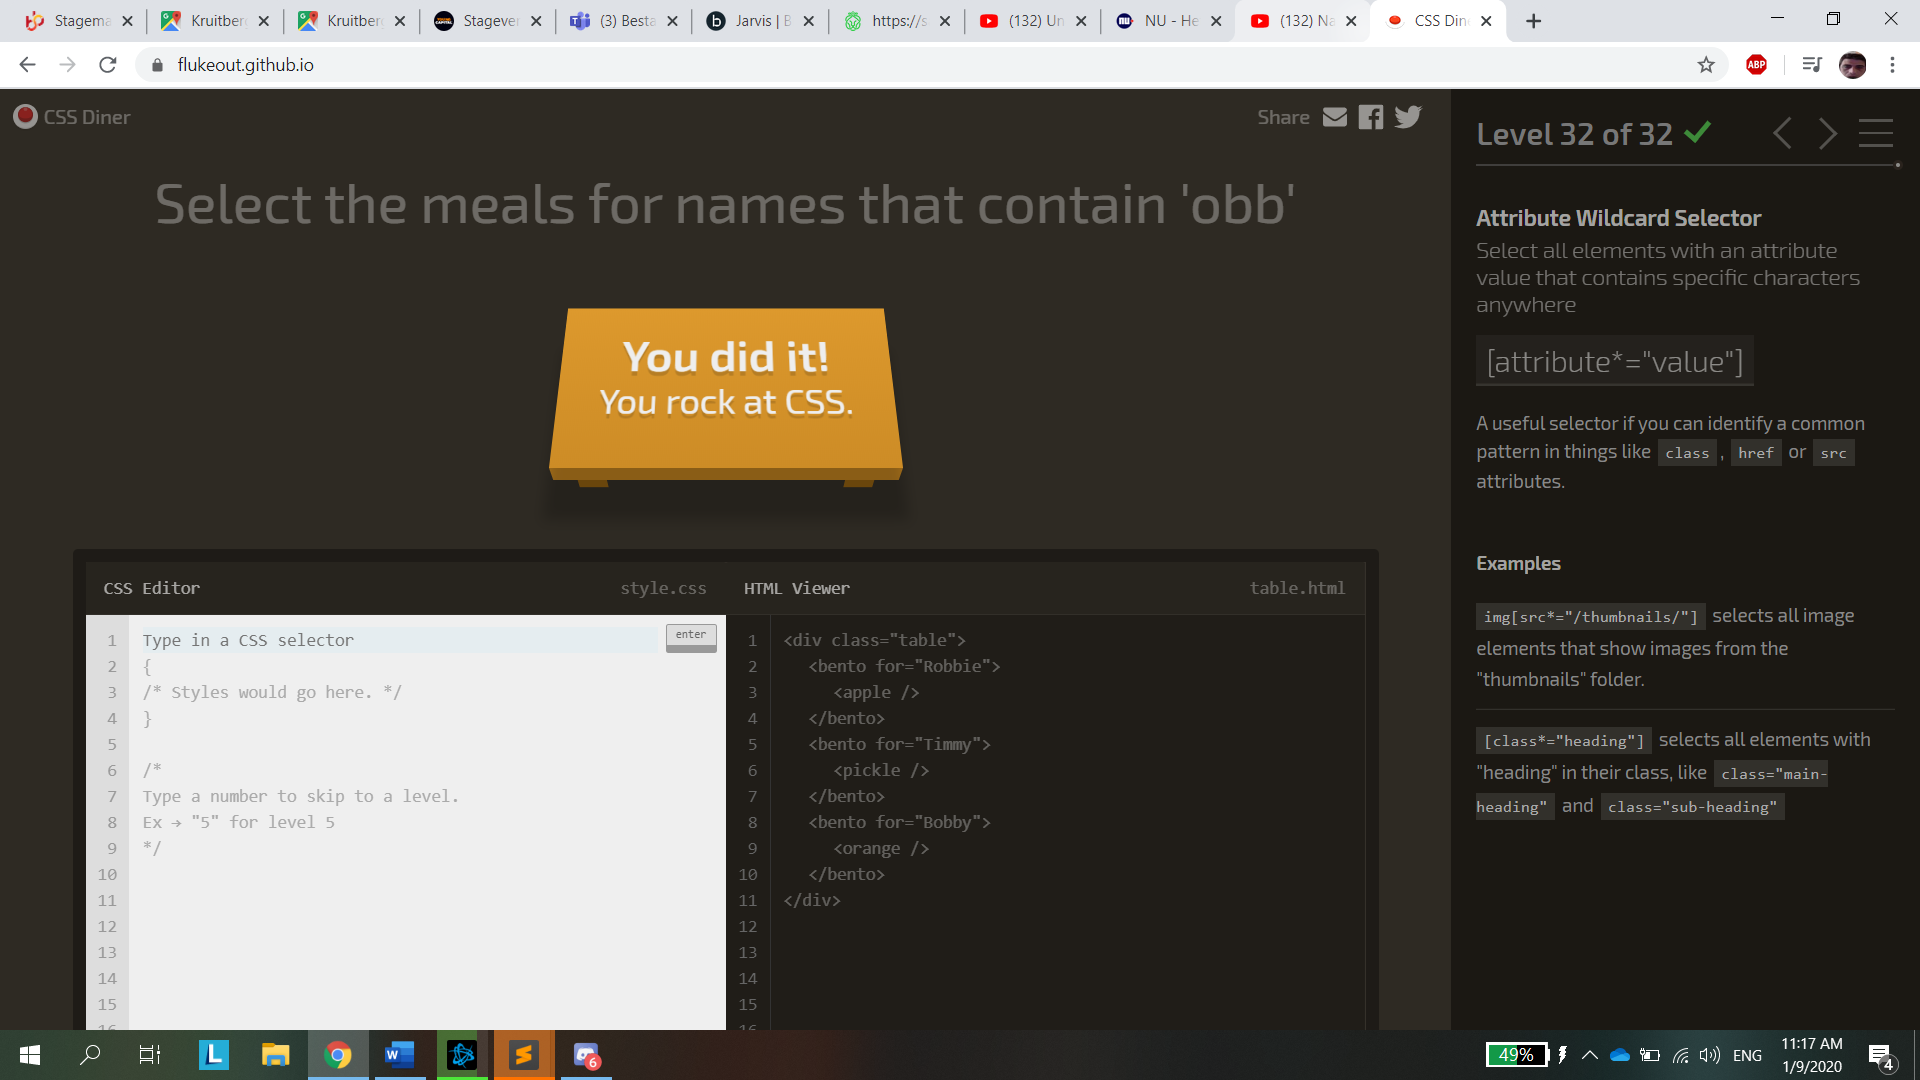 Stagema
Kruitber
Kruitber
Stageve
(3) Besta
Jarvis | B
https://s
(132) Un
NU - He
(132) Na
CSS Din
flukeout.github.io
ABP
CSS Diner
Share
Level 32 of 32
Select the meals for names that contain 'obb'
You did it!
You rock at CSS.
Attribute Wildcard Selector
Select all elements with an attribute
value that contains specific characters
anywhere
[attribute*="value"]
A useful selector if you can identify a common
pattern in things like class , href or src
attributes.
Examples
img[src*="/thumbnails/"] selects all image
elements that show images from the
"thumbnails" folder.
[class*="heading"] selects all elements with
"heading" in their class, like class="main-
heading" and class="sub-heading"
CSS Editor style.css
1 Type in a CSS selector enter
2 {
3 /* Styles would go here. */
4 }
5
6 /*
7 Type a number to skip to a level.
8 Ex → "5" for level 5
9 */
10
11
12
13
14
15
16
HTML Viewer table.html
1 <div class="table">
2 <bento for="Robbie">
3 <apple />
4 </bento>
5 <bento for="Timmy">
6 <pickle />
7 </bento>
8 <bento for="Bobby">
9 <orange />
10 </bento>
11 </div>
12
13
14
15
16
49% ENG 11:17 AM
1/9/2020
6
4